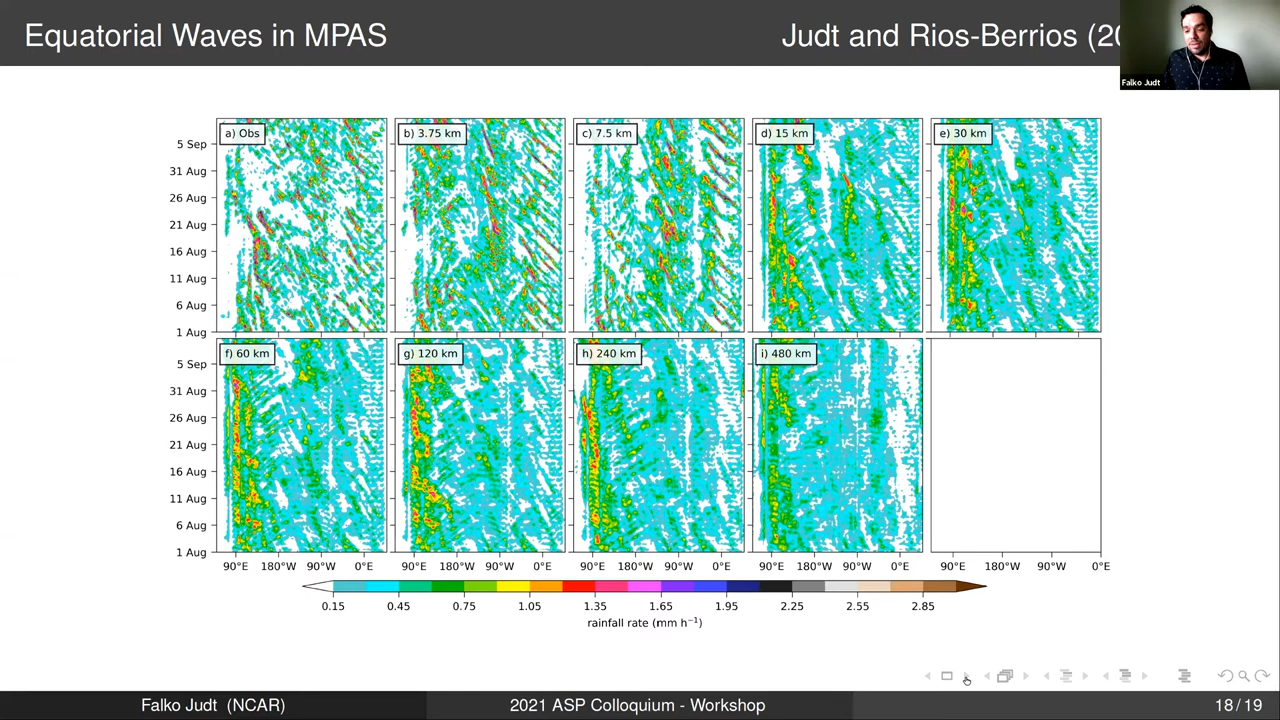 Equatorial Waves in MPAS
Judt and Rios-Berrios (20
Falko Judt
a) Obs
b) 3.75 km
c) 7.5 km
d) 15 km
e) 30 km
5 Sep
31 Aug
26 Aug
21 Aug
16 Aug
11 Aug
6 Aug
1 Aug
f) 60 km
g) 120 km
h) 240 km
i) 480 km
5 Sep
31 Aug
26 Aug
21 Aug
16 Aug
11 Aug
6 Aug
1 Aug
90°E 180°W 90°W 0°E 90°E 180°W 90°W 0°E 90°E 180°W 90°W 0°E 90°E 180°W 90°W 0°E 90°E 180°W 90°W 0°E
0.15 0.45 0.75 1.05 1.35 1.65 1.95 2.25 2.55 2.85
rainfall rate (mm h⁻¹)
Falko Judt (NCAR)
2021 ASP Colloquium - Workshop
18 / 19